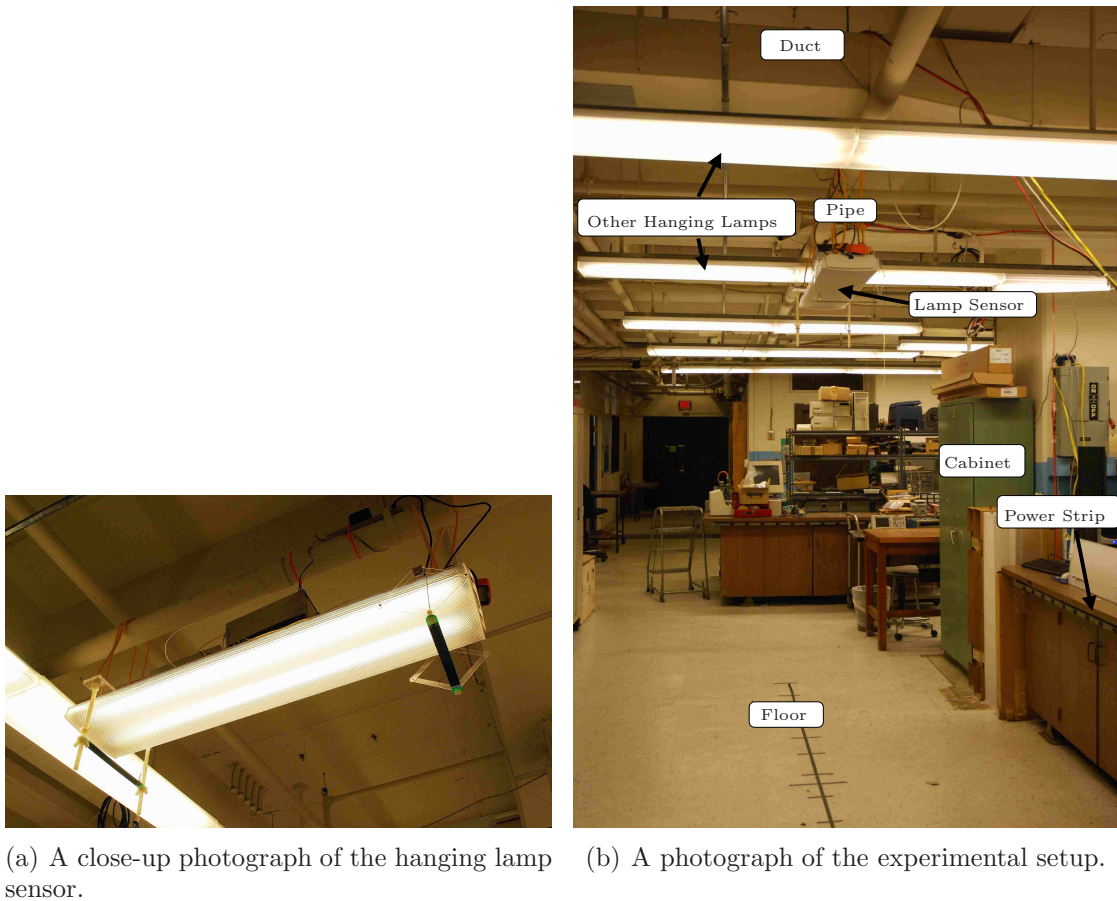 Duct
Other Hanging Lamps
Pipe
Lamp Sensor
Cabinet
Power Strip
Floor
(a) A close-up photograph of the hanging lamp
sensor.
(b) A photograph of the experimental setup.